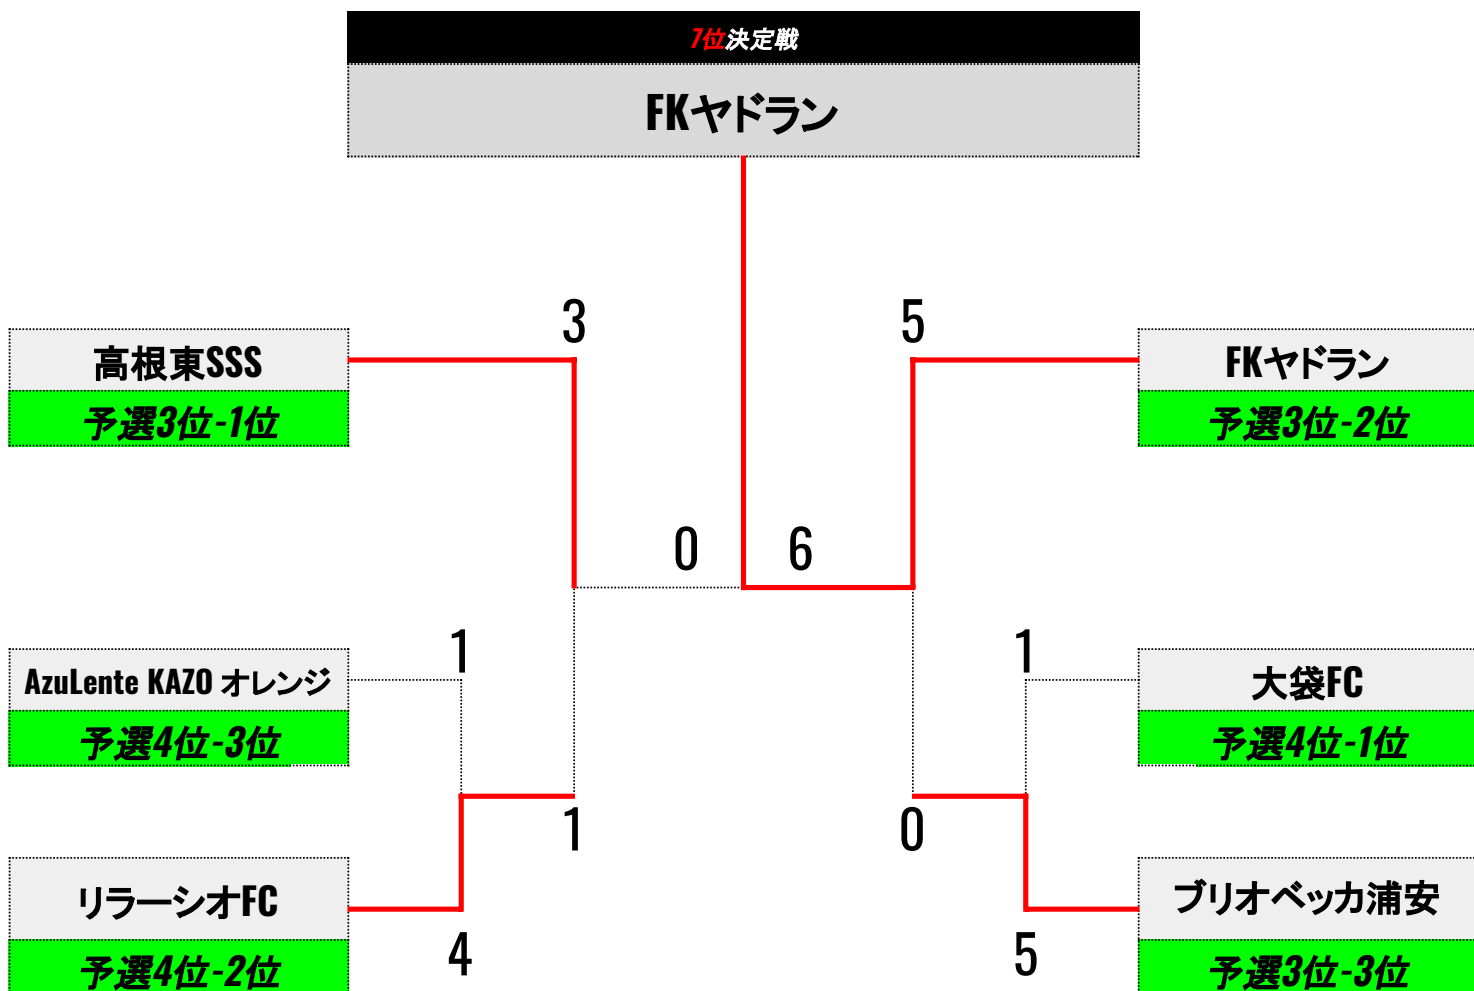 7位決定戦
FKヤドラン
3
5
高根東SSS
予選3位-1位
FKヤドラン
予選3位-2位
0
6
1
1
AzuLente KAZO オレンジ
予選4位-3位
大袋FC
予選4位-1位
1
0
リラーシオFC
予選4位-2位
ブリオベッカ浦安
予選3位-3位
4
5